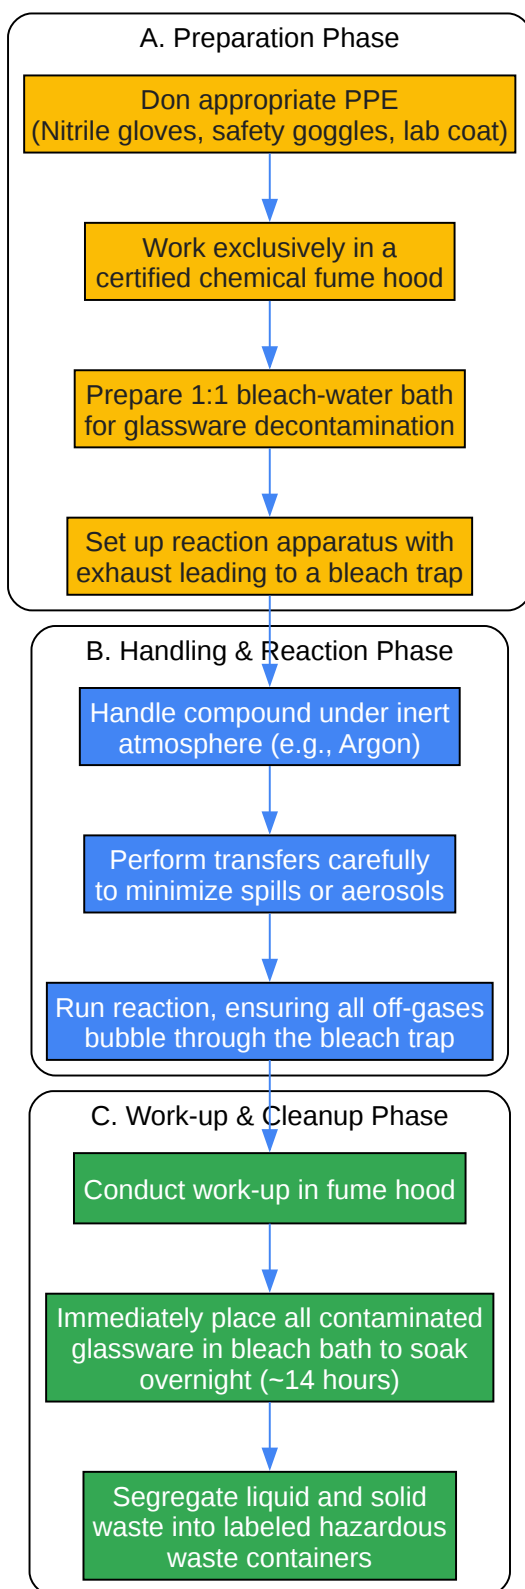 A. Preparation Phase
Don appropriate PPE
(Nitrile gloves, safety goggles, lab coat)
Work exclusively in a
certified chemical fume hood
Prepare 1:1 bleach-water bath
for glassware decontamination
Set up reaction apparatus with
exhaust leading to a bleach trap
B. Handling & Reaction Phase
Handle compound under inert
atmosphere (e.g., Argon)
Perform transfers carefully
to minimize spills or aerosols
Run reaction, ensuring all off-gases
bubble through the bleach trap
C. Work-up & Cleanup Phase
Conduct work-up in fume hood
Immediately place all contaminated
glassware in bleach bath to soak
overnight (~14 hours)
Segregate liquid and solid
waste into labeled hazardous
waste containers